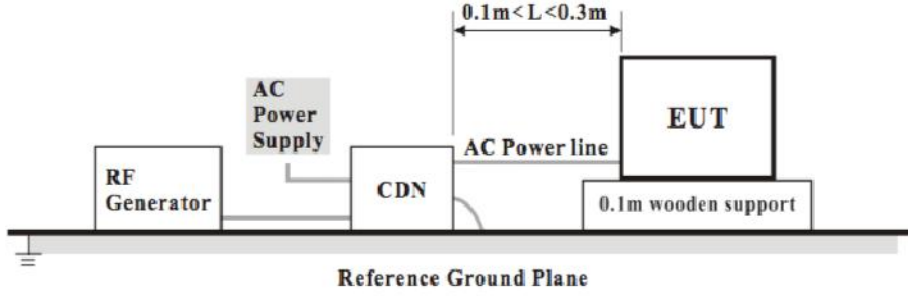 0.1m< L<0.3m
AC
Power
Supply
EUT
AC Power line
RF
Generator
CDN
0.1m wooden support
Reference Ground Plane